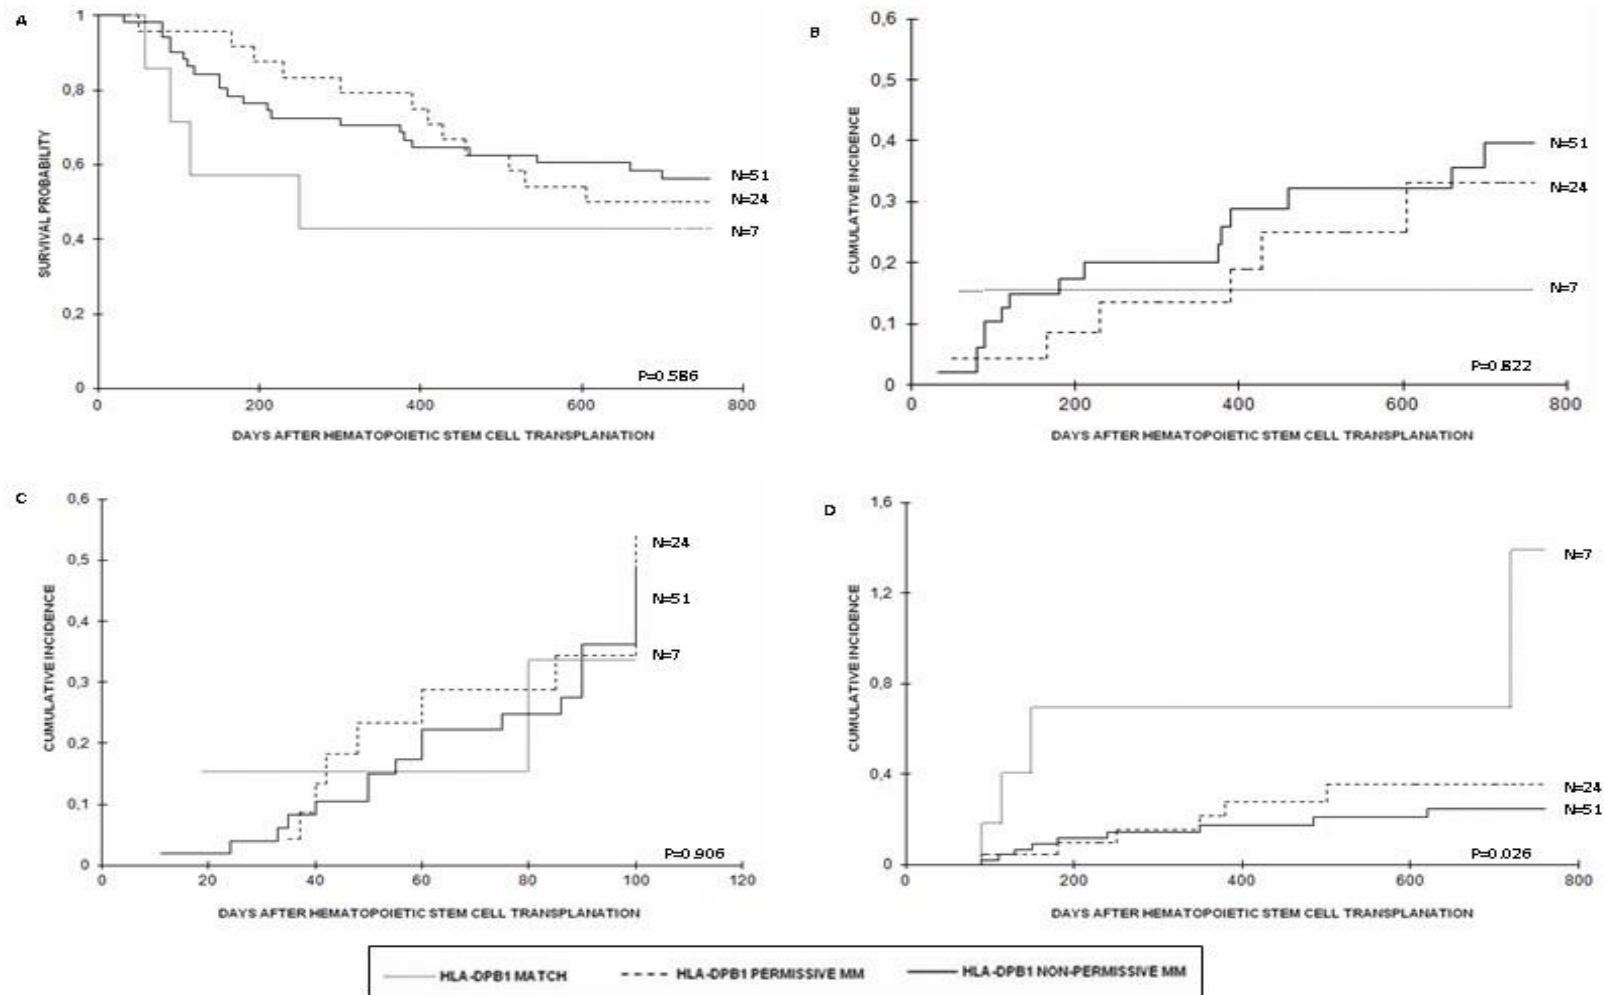 A
1
0,8
0,6
0,4
0,2
0
SURVIVAL PROBABILITY
N=51
N=24
N=7
P=0.586
0 200 400 600 800
DAYS AFTER HEMATOPOIETIC STEM CELL TRANSPLANATION
B
0,6
0,5
0,4
0,3
0,2
0,1
0
CUMULATIVE INCIDENCE
N=51
N=24
N=7
P=0.822
0 200 400 600 800
DAYS AFTER HEMATOPOIETIC STEM CELL TRANSPLANATION
C
0,6
0,5
0,4
0,3
0,2
0,1
0
CUMULATIVE INCIDENCE
N=24
N=51
N=7
P=0.906
0 20 40 60 80 100 120
DAYS AFTER HEMATOPOIETIC STEM CELL TRANSPLANATION
D
1,6
1,2
0,8
0,4
0
CUMULATIVE INCIDENCE
N=7
N=24
N=51
P=0.026
0 200 400 600 800
DAYS AFTER HEMATOPOIETIC STEM CELL TRANSPLANATION
HLA-DPB1 MATCH HLA-DPB1 PERMISSIVE MM HLA-DPB1 NON-PERMISSIVE MM